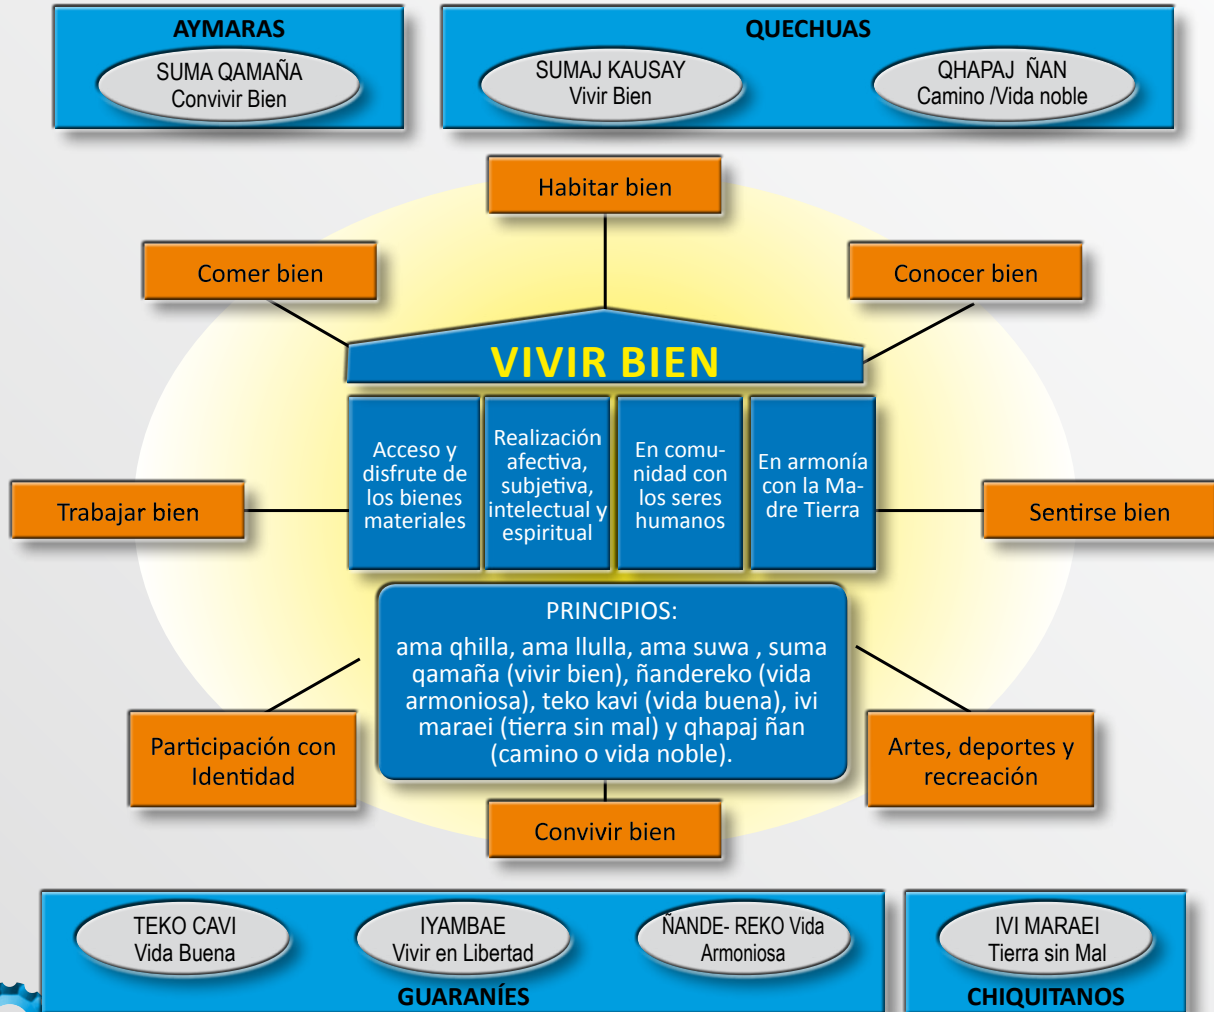 AYMARAS
SUMA QAMAÑA
Convivir Bien
QUECHUAS
SUMAJ KAUSAY
Vivir Bien
QHAPAJ ÑAN
Camino /Vida noble
Habitar bien
Comer bien
Conocer bien
VIVIR BIEN
Acceso y
disfrute de
los bienes
materiales
Realización
afectiva,
subjetiva,
intelectual y
espiritual
En comu-
nidad con
los seres
humanos
En armonía
con la Ma-
dre Tierra
Trabajar bien
Sentirse bien
PRINCIPIOS:
ama qhilla, ama llulla, ama suwa , suma
qamaña (vivir bien), ñandereko (vida
armoniosa), teko kavi (vida buena), ivi
maraei (tierra sin mal) y qhapaj ñan
(camino o vida noble).
Participación con
Identidad
Artes, deportes y
recreación
Convivir bien
TEKO CAVI
Vida Buena
IYAMBAE
Vivir en Libertad
ÑANDE- REKO Vida
Armoniosa
GUARANÍES
IVI MARAEI
Tierra sin Mal
CHIQUITANOS